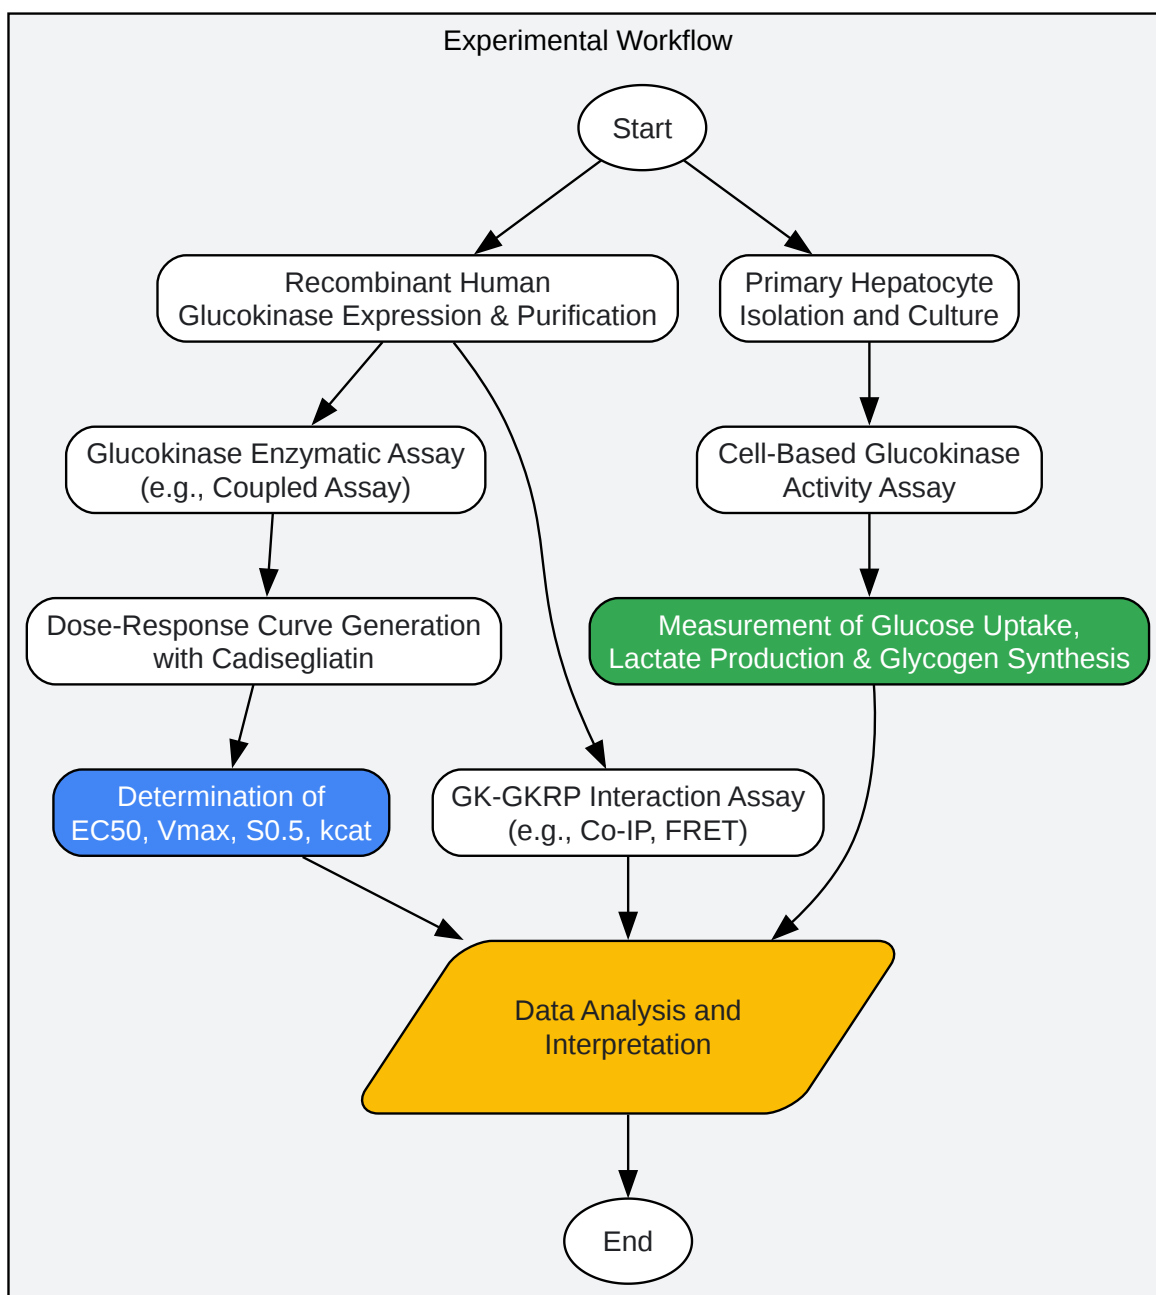 Experimental Workflow
Start
Recombinant Human
Glucokinase Expression & Purification
Primary Hepatocyte
Isolation and Culture
Glucokinase Enzymatic Assay
(e.g., Coupled Assay)
Cell-Based Glucokinase
Activity Assay
Dose-Response Curve Generation
with Cadisegliatin
Measurement of Glucose Uptake,
Lactate Production & Glycogen Synthesis
Determination of
EC50, Vmax, S0.5, kcat
GK-GKRP Interaction Assay
(e.g., Co-IP, FRET)
Data Analysis and
Interpretation
End